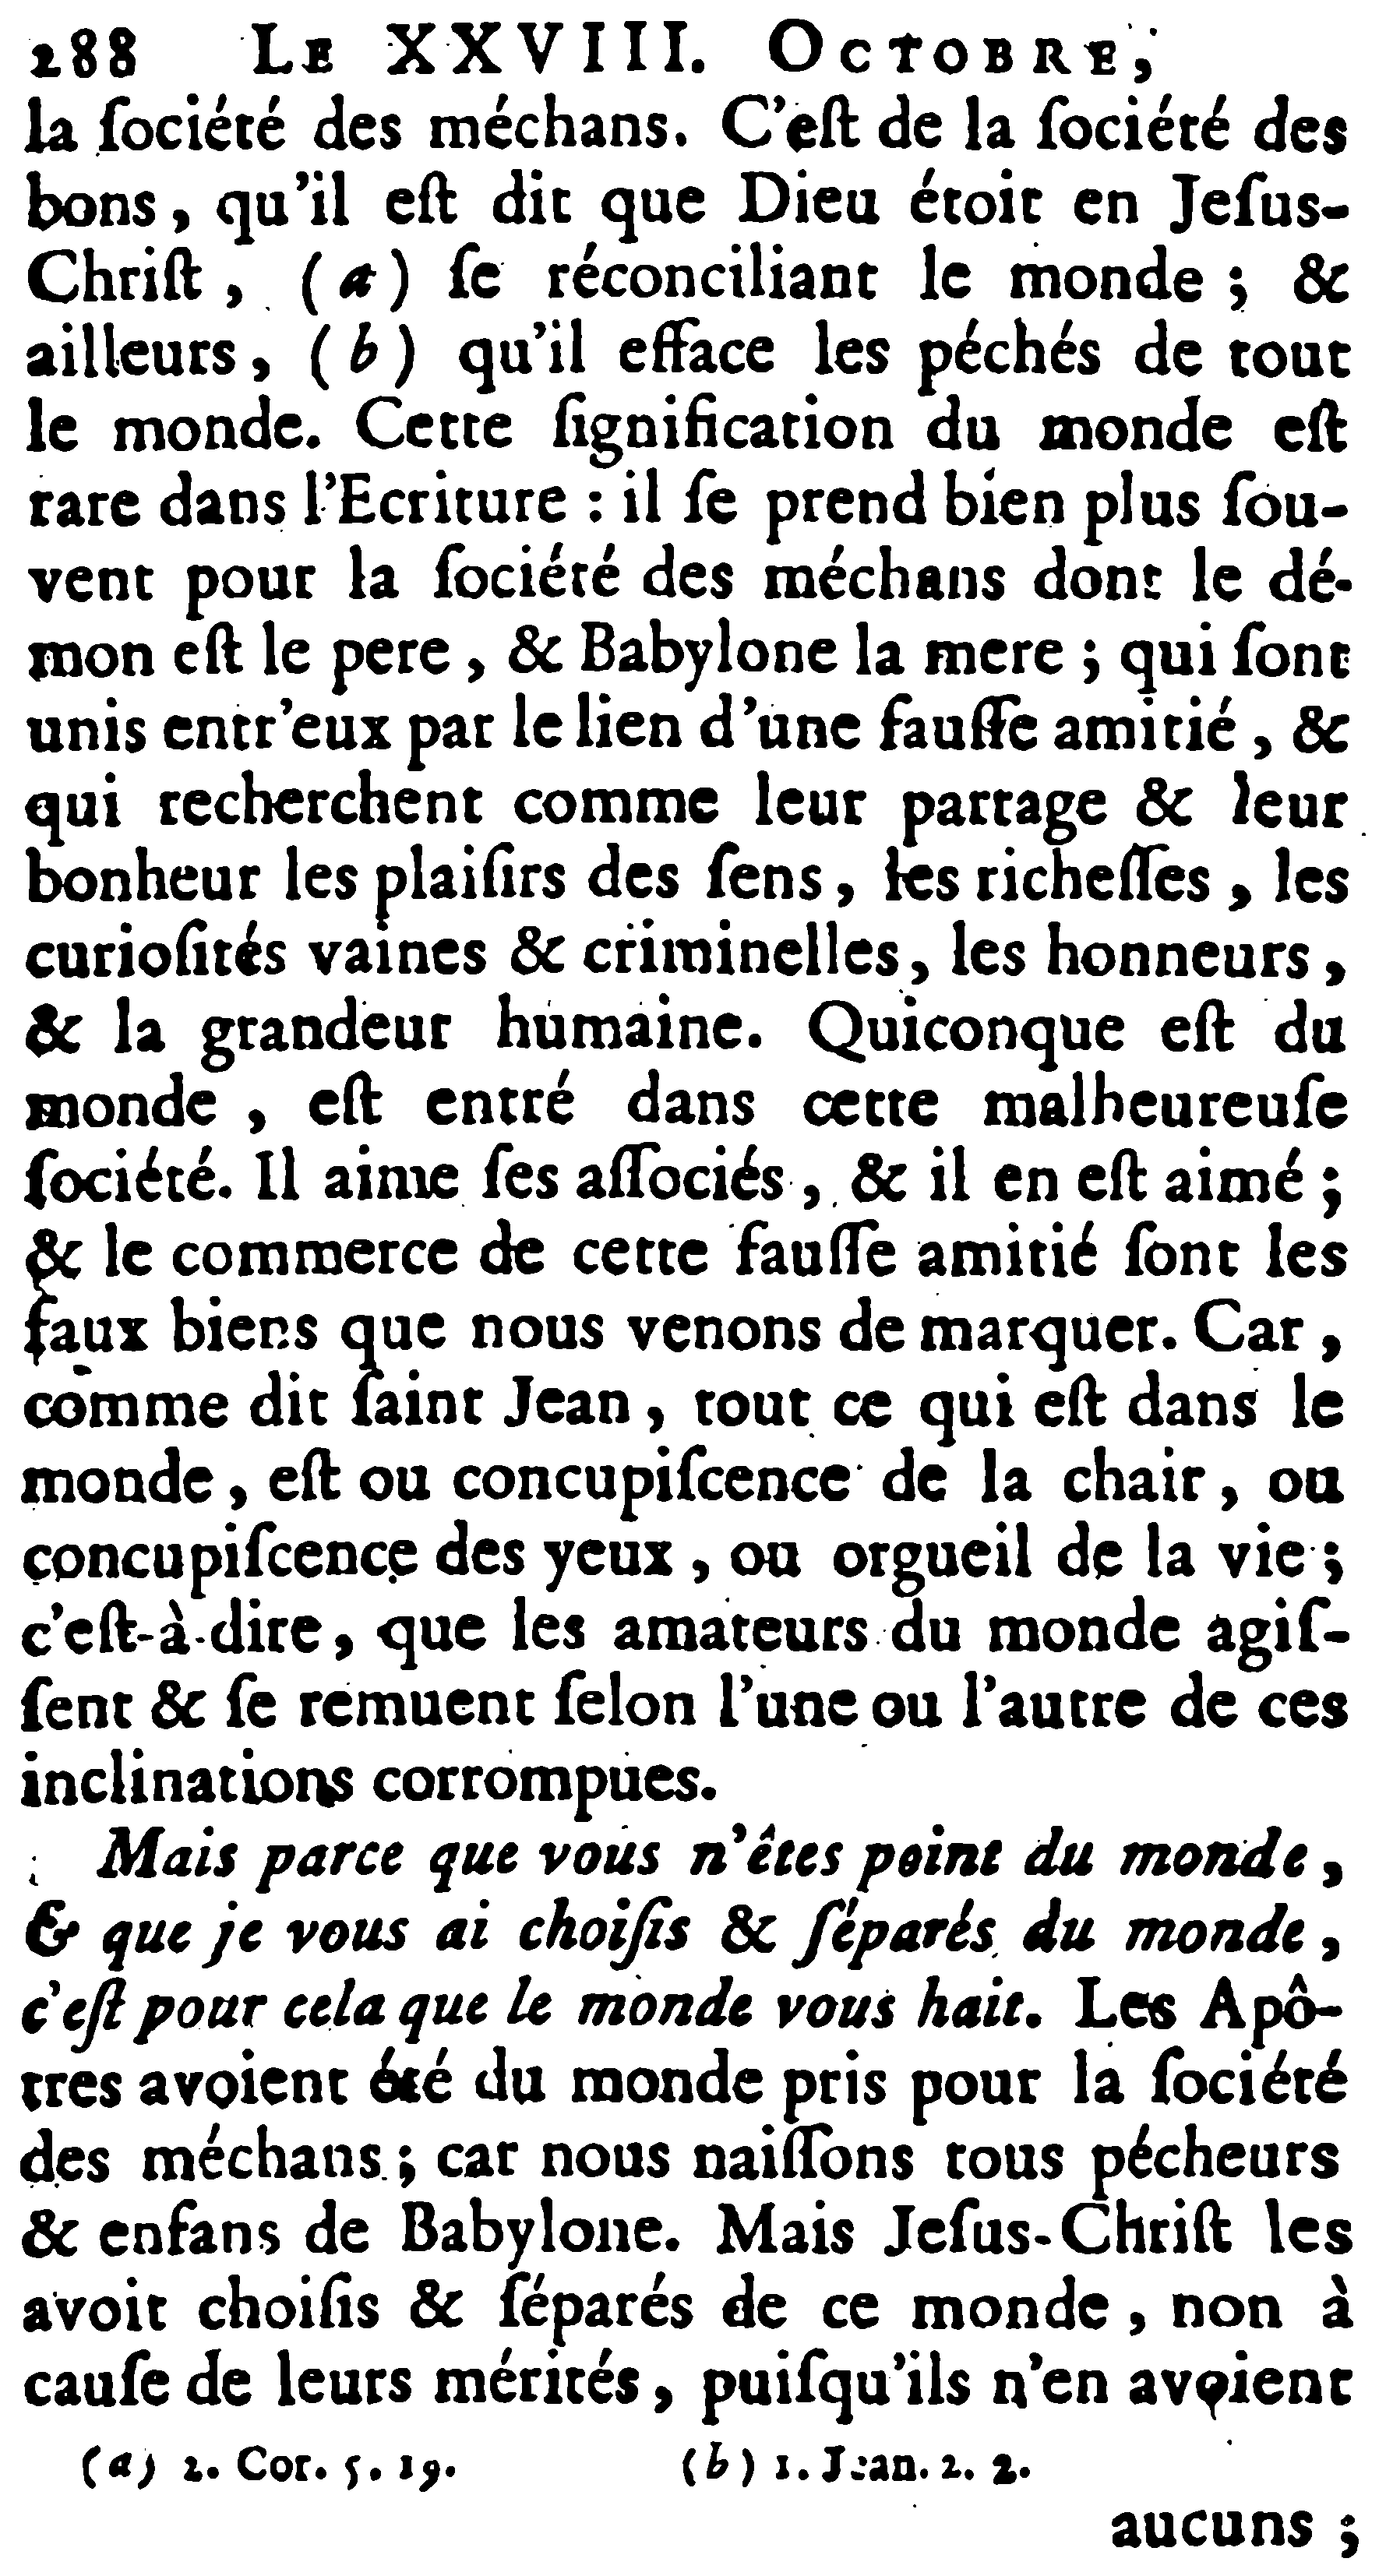 288 LE XXVIII. OCTOBRE,
la ſociété des méchans. C'eſt de la ſociété des
bons, qu'il eſt dit que Dieu étoit en Jeſus-
Chriſt, (a) ſe réconciliant le monde; &
ailleurs, (b) qu'il efface les péchés de tout
le monde. Cette ſignification du monde eſt
rare dans l'Ecriture : il ſe prend bien plus ſou-
vent pour la ſociété des méchans dont le dé-
mon eſt le pere, & Babylone la mere; qui ſont
unis entr'eux par le lien d'une fauſſe amitié, &
qui recherchent comme leur partage & leur
bonheur les plaiſirs des ſens, les richeſſes, les
curioſités vaines & criminelles, les honneurs,
& la grandeur humaine. Quiconque eſt du
monde, eſt entré dans cette malheureuſe
ſociété. Il aime ſes aſſociés, & il en eſt aimé;
& le commerce de cette fauſſe amitié ſont les
faux biens que nous venons de marquer. Car,
comme dit ſaint Jean, tout ce qui eſt dans le
monde, eſt ou concupiſcence de la chair, ou
concupiſcence des yeux, ou orgueil de la vie;
c'eſt-à-dire, que les amateurs du monde agiſ-
ſent & ſe remuent ſelon l'une ou l'autre de ces
inclinations corrompues.
Mais parce que vous n'êtes point du monde,
& que je vous ai choiſis & ſéparés du monde,
c'eſt pour cela que le monde vous hait. Les Apô-
tres avoient été du monde pris pour la ſociété
des méchans; car nous naiſſons tous pécheurs
& enfans de Babylone. Mais Jeſus-Chriſt les
avoit choiſis & ſéparés de ce monde, non à
cauſe de leurs mérités, puiſqu'ils n'en avoient
(a) 2. Cor. 5. 19. (b) 1. Jean. 2. 2.
aucuns;